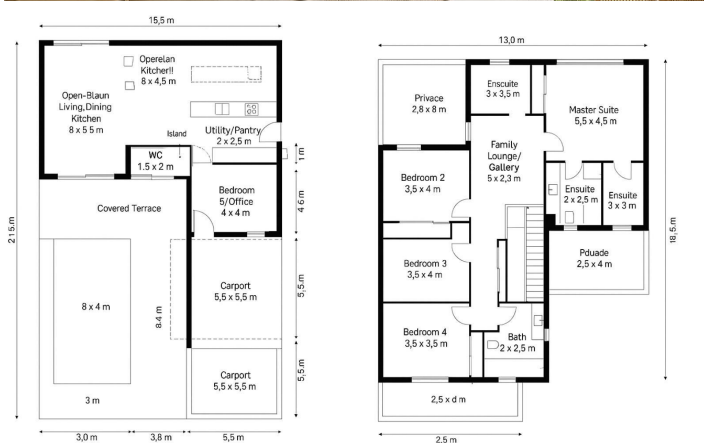 15,5 m
Operelan
Kitchen!!
8 x 4,5 m
Open-Blaun
Living,Dining
Kitchen
8 x 5 5 m
Island
Utility/Pantry
2 x 2,5 m
WC
1.5 x 2 m
1 m
Bedroom
5/Office
4 x 4 m
4 6 m
Covered Terrace
21 5.m
8 x 4 m
8.4 m
Carport
5,5 x 5,5 m
5,5.m
Carport
5,5 x 5,5 m
5,5.m
3 m
3,0 m
3,8 m
5,5 m
13,0 m
Privace
2,8 x 8 m
Enscuite
3 x 3,5 m
Master Suite
5,5 x 4,5 m
Family
Lounge/
Gallery
5 x 2,3 m
Bedroom 2
3,5 x 4 m
Ensuite
2 x 2,5 m
Ensuite
3 x 3 m
18,5.m
Pduade
2,5 x 4 m
Bedroom 3
3,5 x 4 m
Bedroom 4
3,5 x 3,5 m
Bath
2 x 2,5 m
2,5 x d m
2.5 m